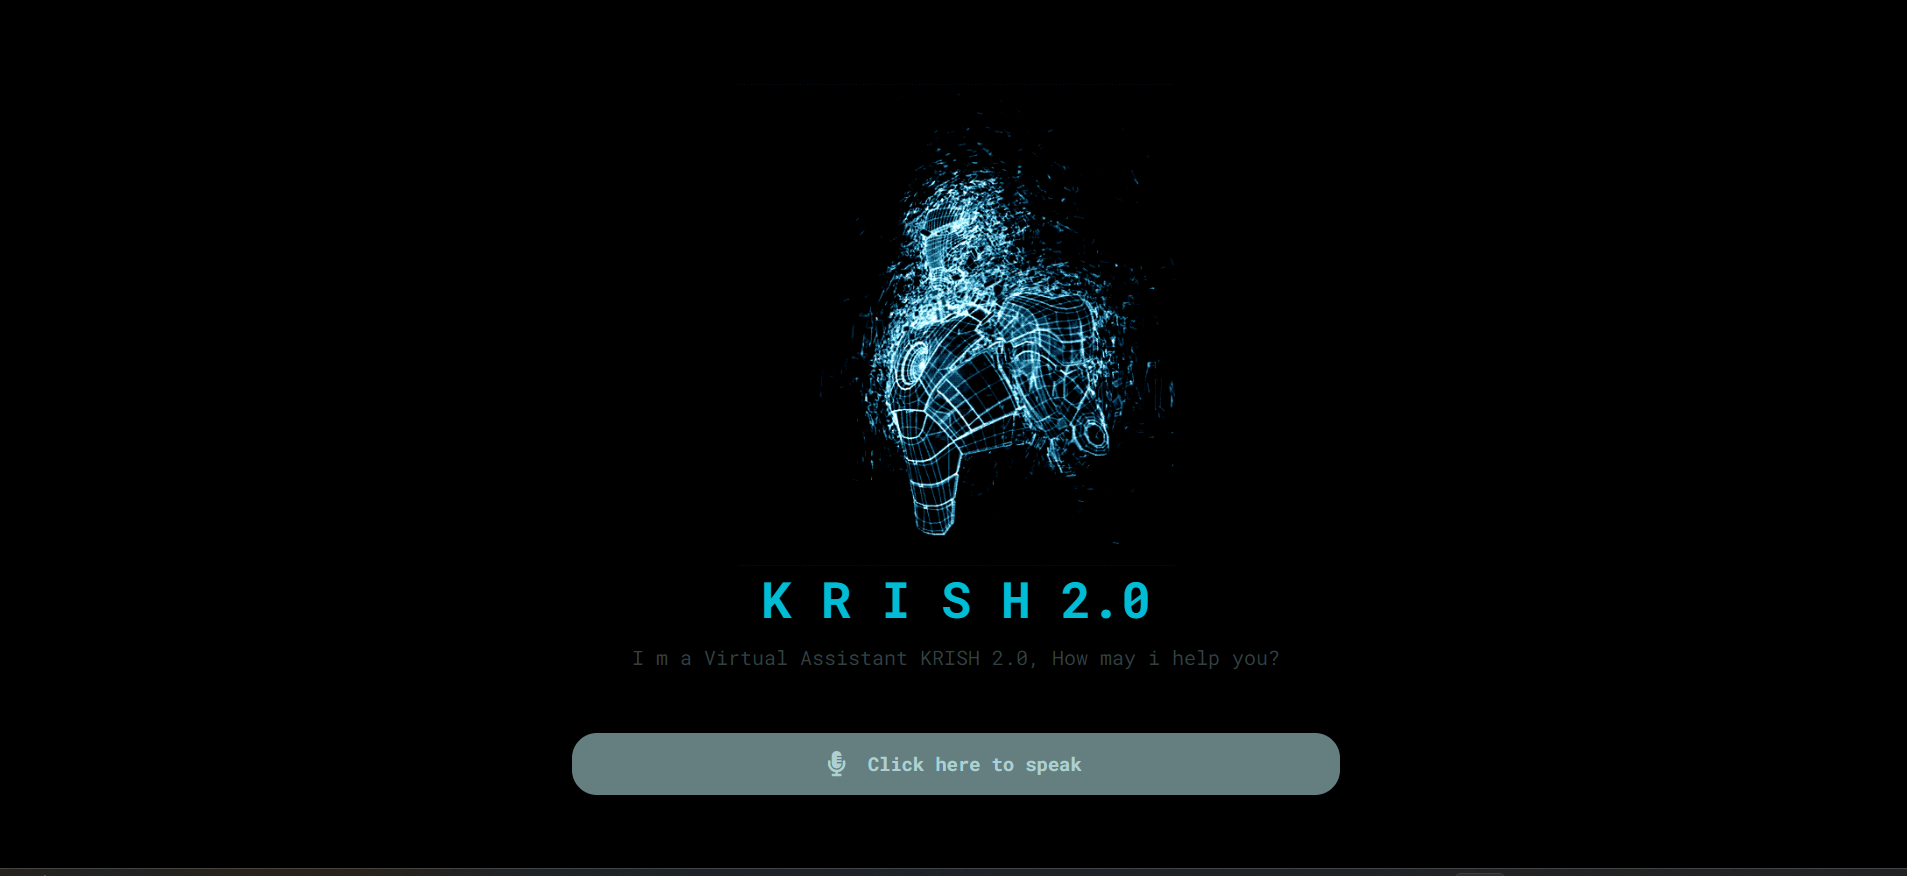 K R I S H 2.0
I m a Virtual Assistant KRISH 2.0, How may i help you?
Click here to speak